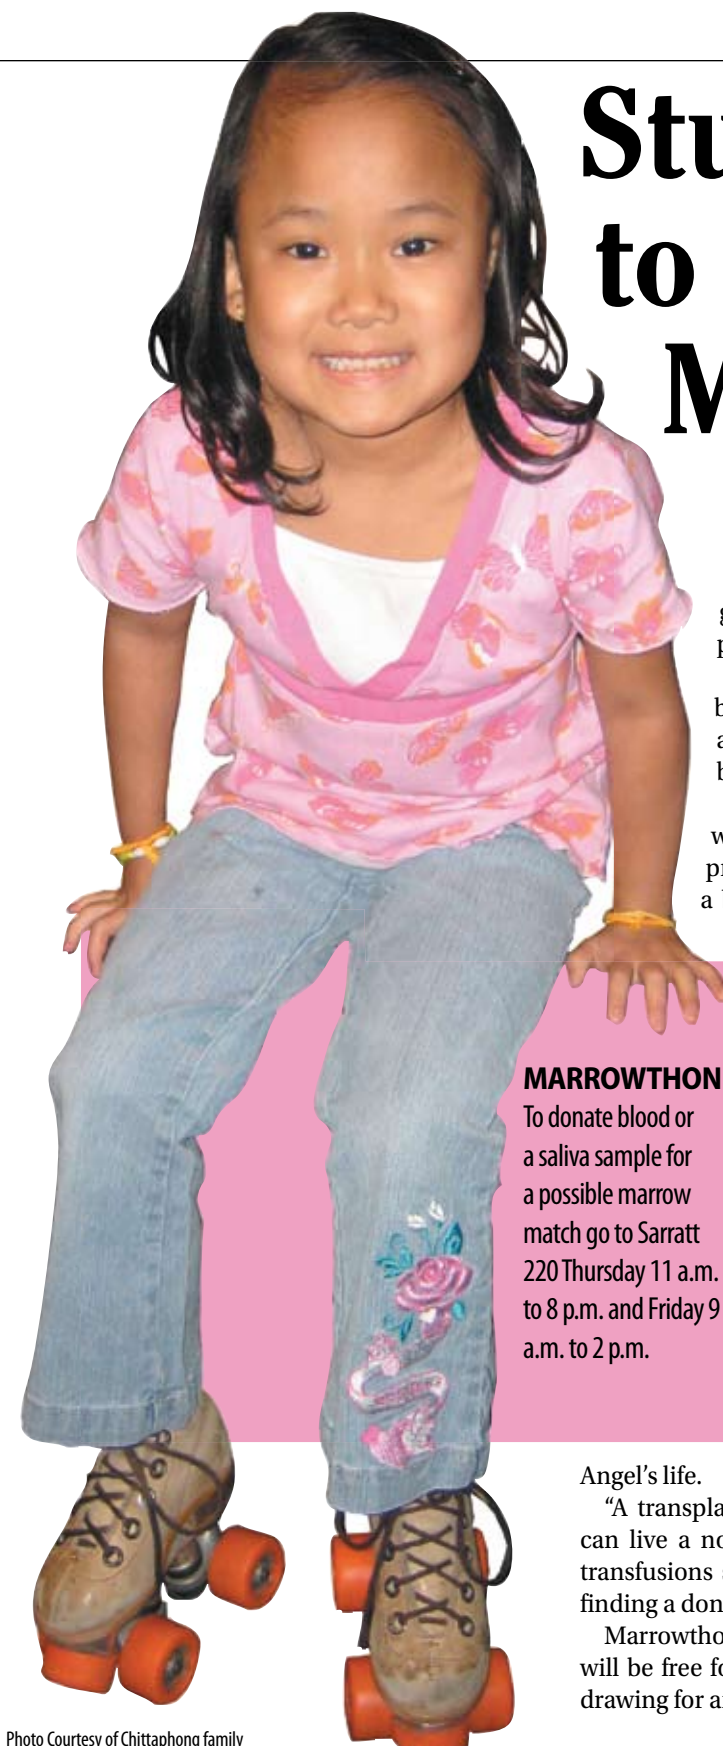 Stu
to
M
g
p
b
a
b
w
pr
a
MARROWTHON
To donate blood or
a saliva sample for
a possible marrow
match go to Sarratt
220 Thursday 11 a.m.
to 8 p.m. and Friday 9
a.m. to 2 p.m.
Angel’s life.
“A transpla
can live a no
transfusions
finding a don
Marrowtho
will be free fo
drawing for a
Photo Courtesy of Chittaphong family